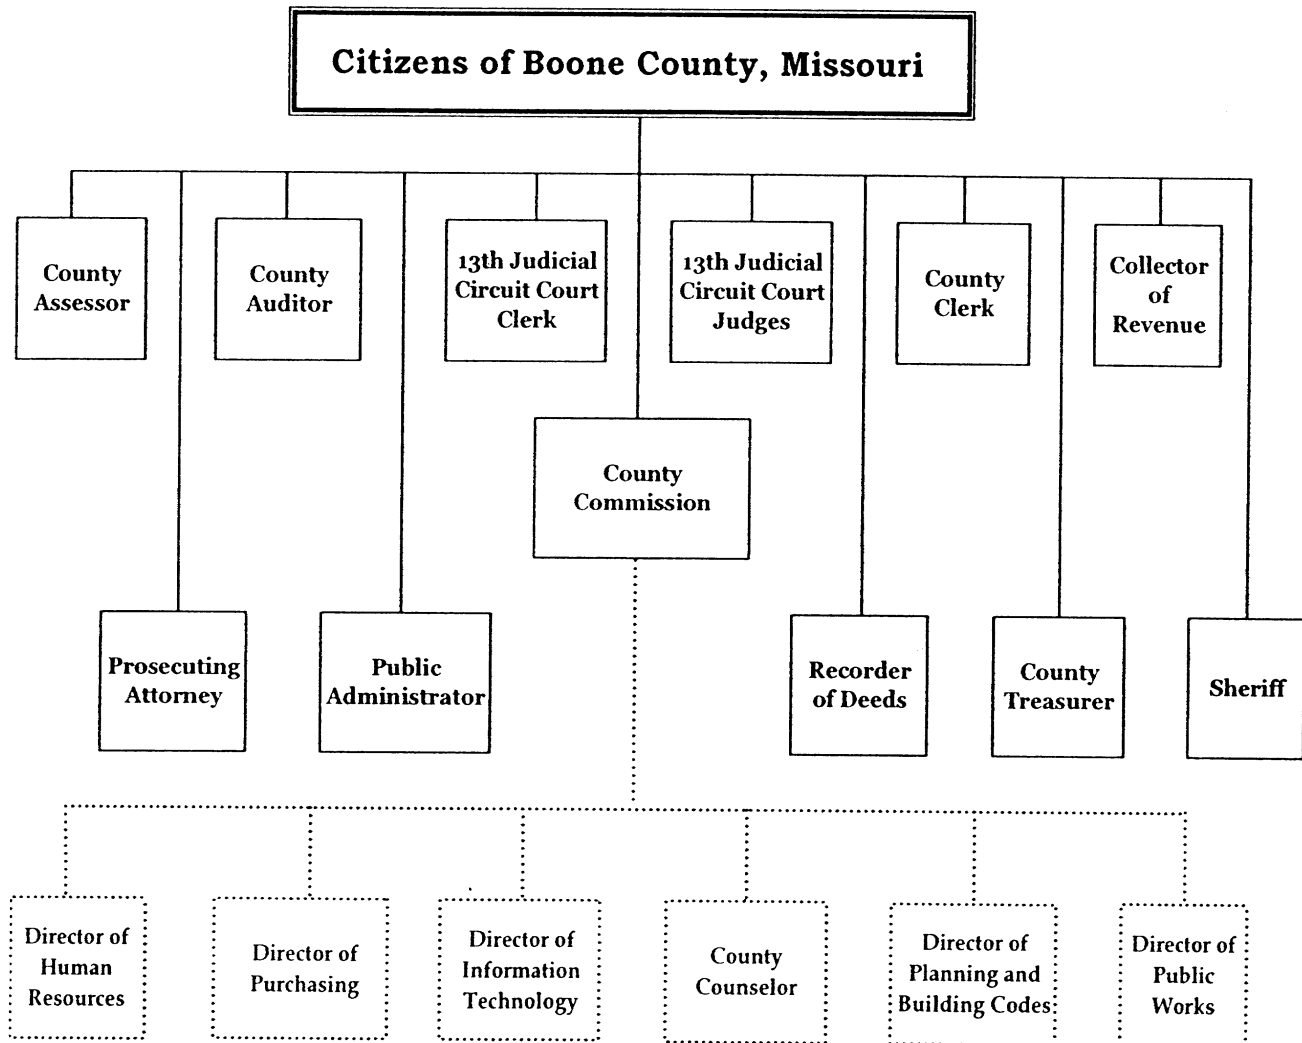 Citizens of Boone County, Missouri
County
Assessor
County
Auditor
13th Judicial
Circuit Court
Clerk
13th Judicial
Circuit Court
Judges
County
Clerk
Collector
of
Revenue
County
Commission
Prosecuting
Attorney
Public
Administrator
Recorder
of Deeds
County
Treasurer
Sheriff
Director of
Human
Resources
Director of
Purchasing
Director of
Information
Technology
County
Counselor
Director of
Planning and
Building Codes
Director of
Public
Works